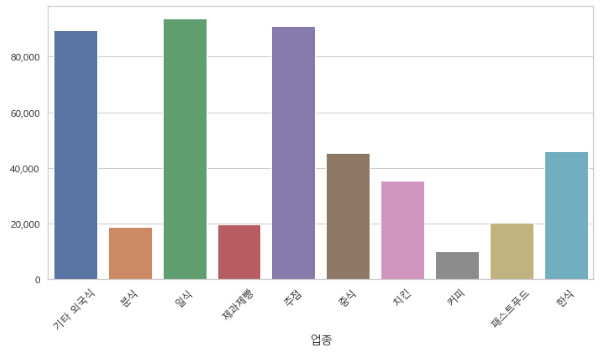 80,000
60,000
40,000
20,000
0
기타 외국식
분식
일식
제과제빵
주점
중식
치킨
커피
패스트푸드
한식
업종